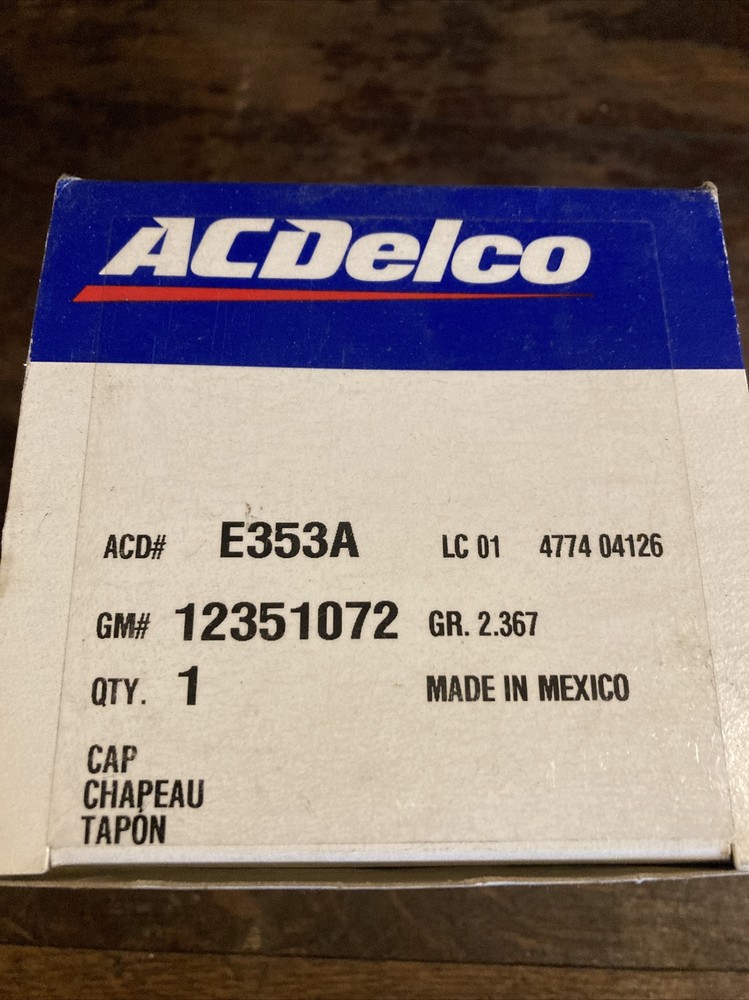 ACDelco
ACD# E353A LC 01 4774 04126
GM# 12351072 GR. 2.367
QTY. 1 MADE IN MEXICO
CAP
CHAPEAU
TAPÓN